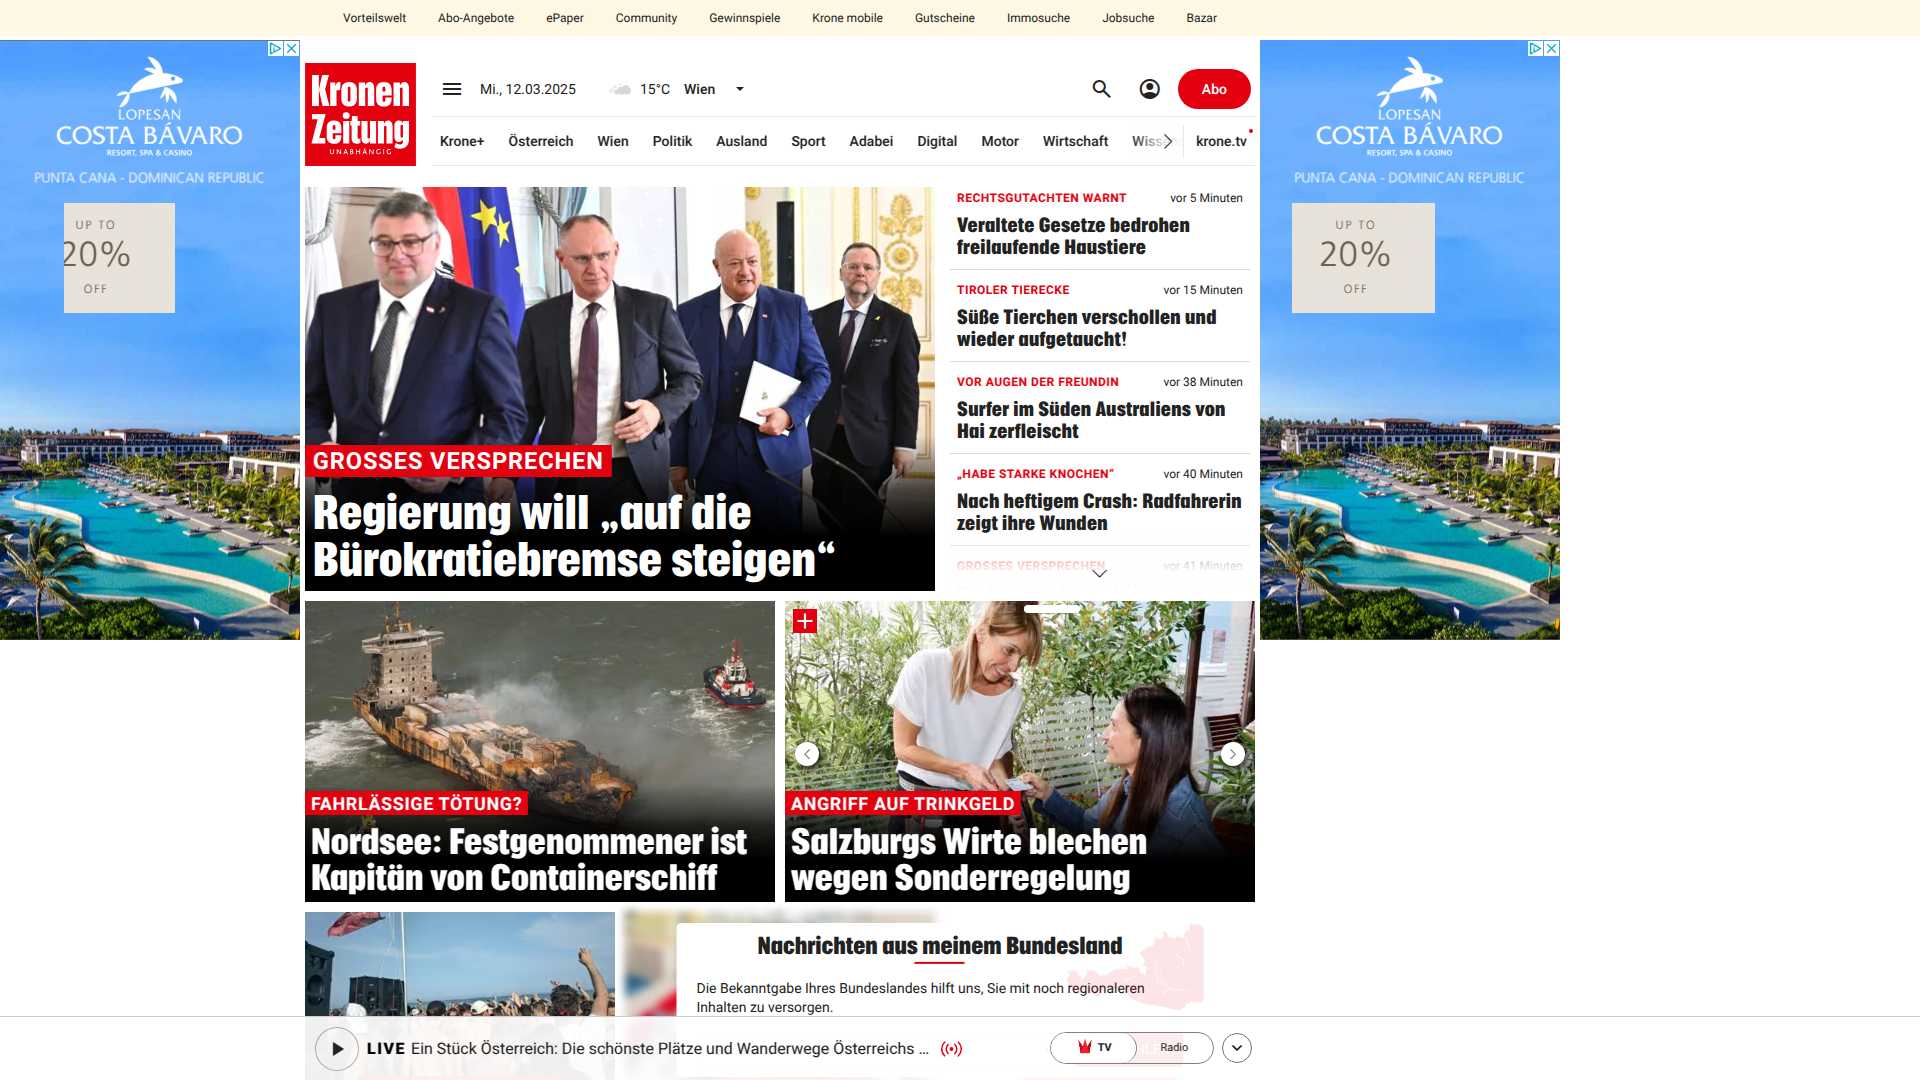 Vorteilswelt Abo-Angebote ePaper Community Gewinnspiele Krone mobile Gutscheine Immosuche Jobsuche Bazar
LOPESAN
COSTA BÁVARO
RESORT, SPA & CASINO
PUNTA CANA - DOMINICAN REPUBLIC
UP TO
20%
OFF
Kronen
Zeitung
UNABHÄNGIG
Mi., 12.03.2025 15°C Wien
Abo
Krone+ Österreich Wien Politik Ausland Sport Adabei Digital Motor Wirtschaft Wiss krone.tv
GROSSES VERSPRECHEN
Regierung will „auf die
Bürokratiebremse steigen“
RECHTSGUTACHTEN WARNT vor 5 Minuten
Veraltete Gesetze bedrohen
freilaufende Haustiere
TIROLER TIERECKE vor 15 Minuten
Süße Tierchen verschollen und
wieder aufgetaucht!
VOR AUGEN DER FREUNDIN vor 38 Minuten
Surfer im Süden Australiens von
Hai zerfleischt
„HABE STARKE KNOCHEN“ vor 40 Minuten
Nach heftigem Crash: Radfahrerin
zeigt ihre Wunden
GROSSES VERSPRECHEN vor 41 Minuten
LOPESAN
COSTA BÁVARO
RESORT, SPA & CASINO
PUNTA CANA - DOMINICAN REPUBLIC
UP TO
20%
OFF
FAHRLÄSSIGE TÖTUNG?
Nordsee: Festgenommener ist
Kapitän von Containerschiff
ANGRIFF AUF TRINKGELD
Salzburgs Wirte blechen
wegen Sonderregelung
Nachrichten aus meinem Bundesland
Die Bekanntgabe Ihres Bundeslandes hilft uns, Sie mit noch regionaleren
Inhalten zu versorgen.
LIVE Ein Stück Österreich: Die schönste Plätze und Wanderwege Österreichs ...
TV Radio